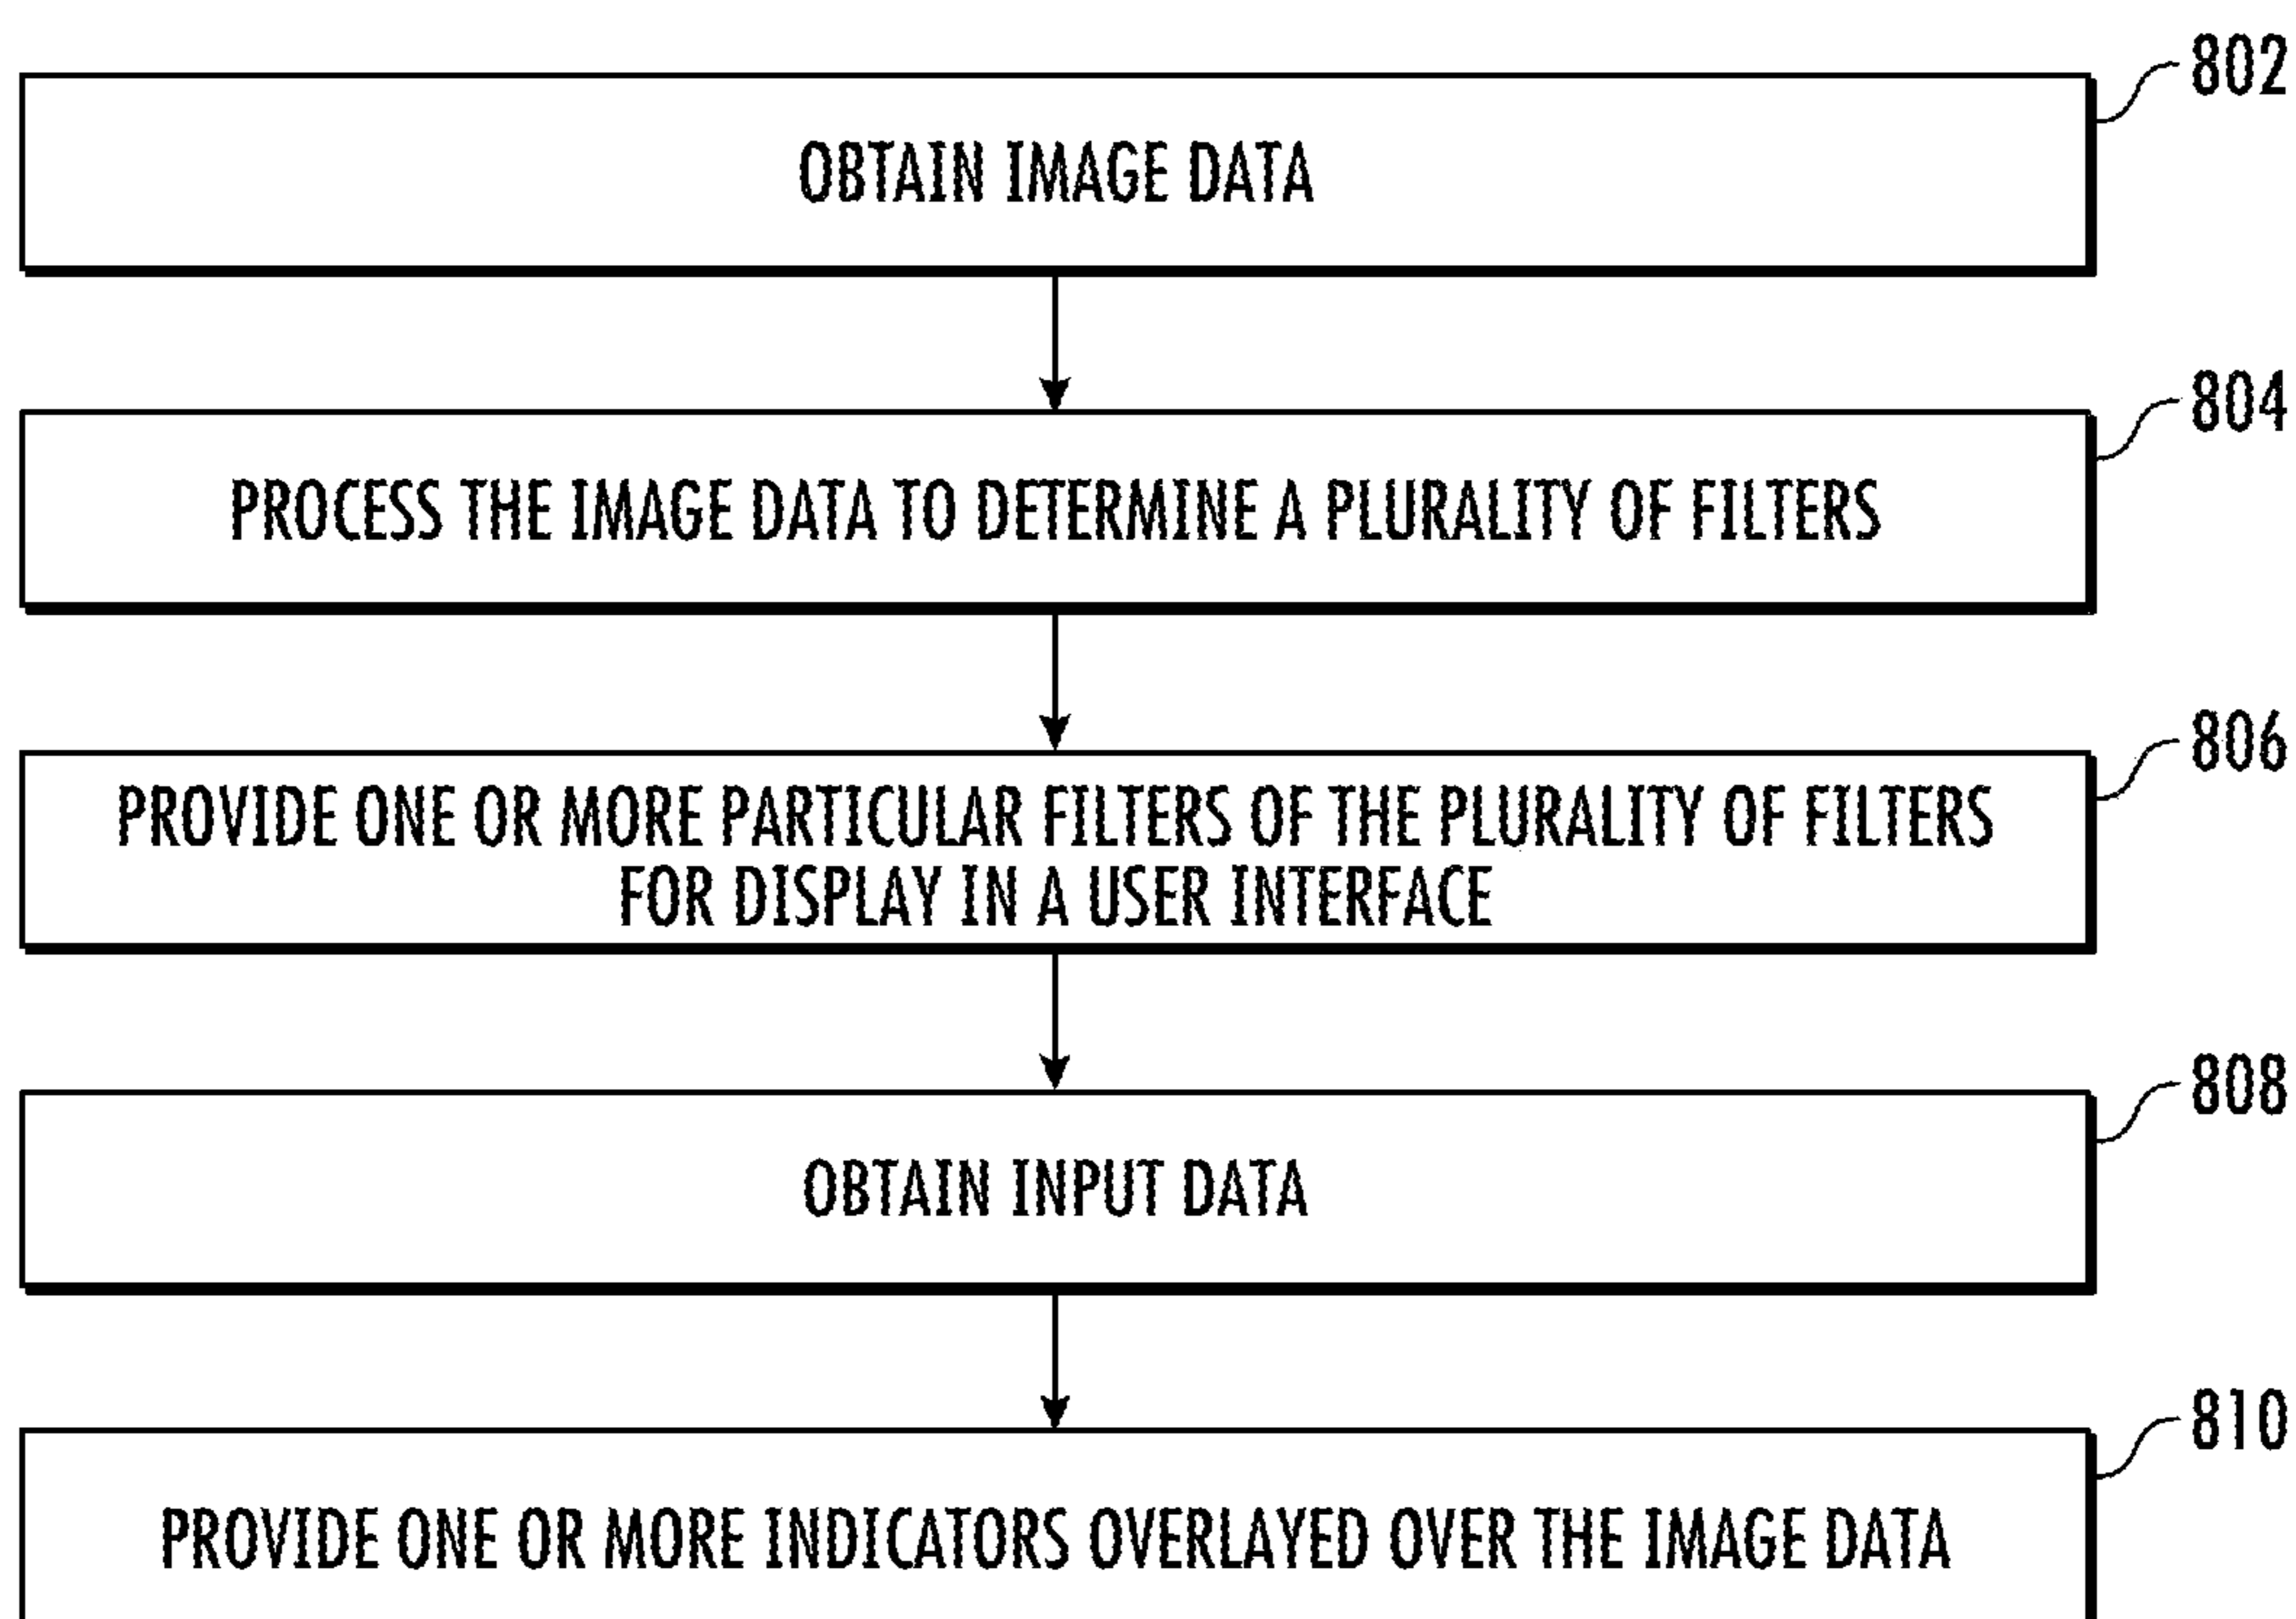 802
OBTAIN IMAGE DATA
804
PROCESS THE IMAGE DATA TO DETERMINE A PLURALITY OF FILTERS
806
PROVIDE ONE OR MORE PARTICULAR FILTERS OF THE PLURALITY OF FILTERS
FOR DISPLAY IN A USER INTERFACE
808
OBTAIN INPUT DATA
810
PROVIDE ONE OR MORE INDICATORS OVERLAYED OVER THE IMAGE DATA